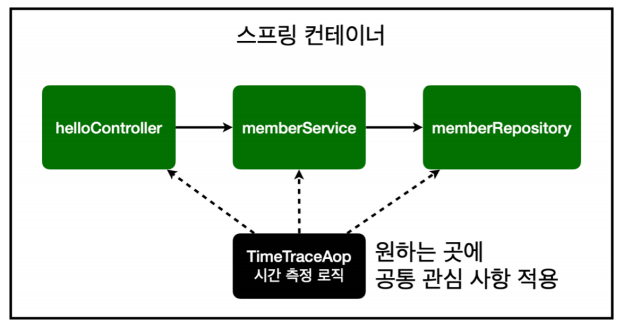 스프링 컨테이너
helloController
memberService
memberRepository
TimeTraceAop
시간 측정 로직
원하는 곳에
공통 관심 사항 적용